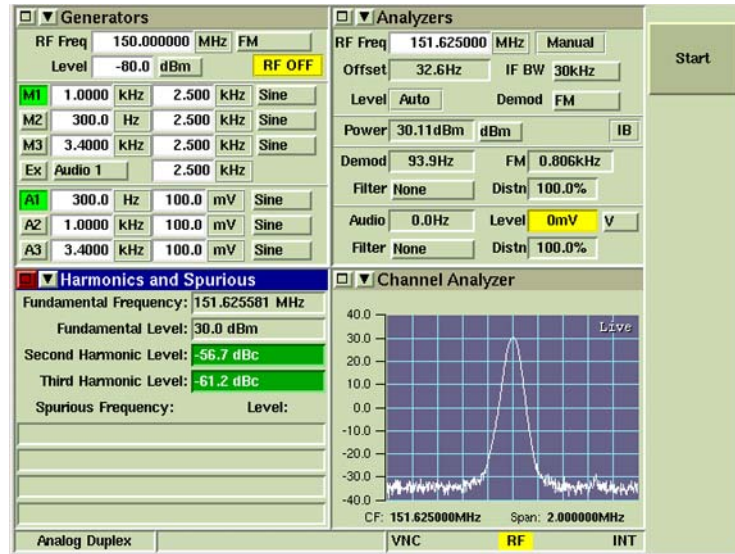 Generators
RF Freq 150.000000 MHz FM
Level -80.0 dBm RF OFF
M1 1.0000 kHz 2.500 kHz Sine
M2 300.0 Hz 2.500 kHz Sine
M3 3.4000 kHz 2.500 kHz Sine
Ex Audio 1 2.500 kHz
A1 300.0 Hz 100.0 mV Sine
A2 1.0000 kHz 100.0 mV Sine
A3 3.4000 kHz 100.0 mV Sine
Analyzers
RF Freq 151.625000 MHz Manual
Offset 32.6Hz IF BW 30kHz
Level Auto Demod FM
Power 30.11dBm dBm IB
Demod 93.9Hz FM 0.806kHz
Filter None Distn 100.0%
Audio 0.0Hz Level 0mV V
Filter None Distn 100.0%
Start
Harmonics and Spurious
Fundamental Frequency: 151.625581 MHz
Fundamental Level: 30.0 dBm
Second Harmonic Level: -56.7 dBc
Third Harmonic Level: -61.2 dBc
Spurious Frequency: Level:
Channel Analyzer
Live
40.0
30.0
20.0
10.0
0.0
-10.0
-20.0
-30.0
-40.0
CF: 151.625000MHz Span: 2.000000MHz
Analog Duplex VNC RF INT